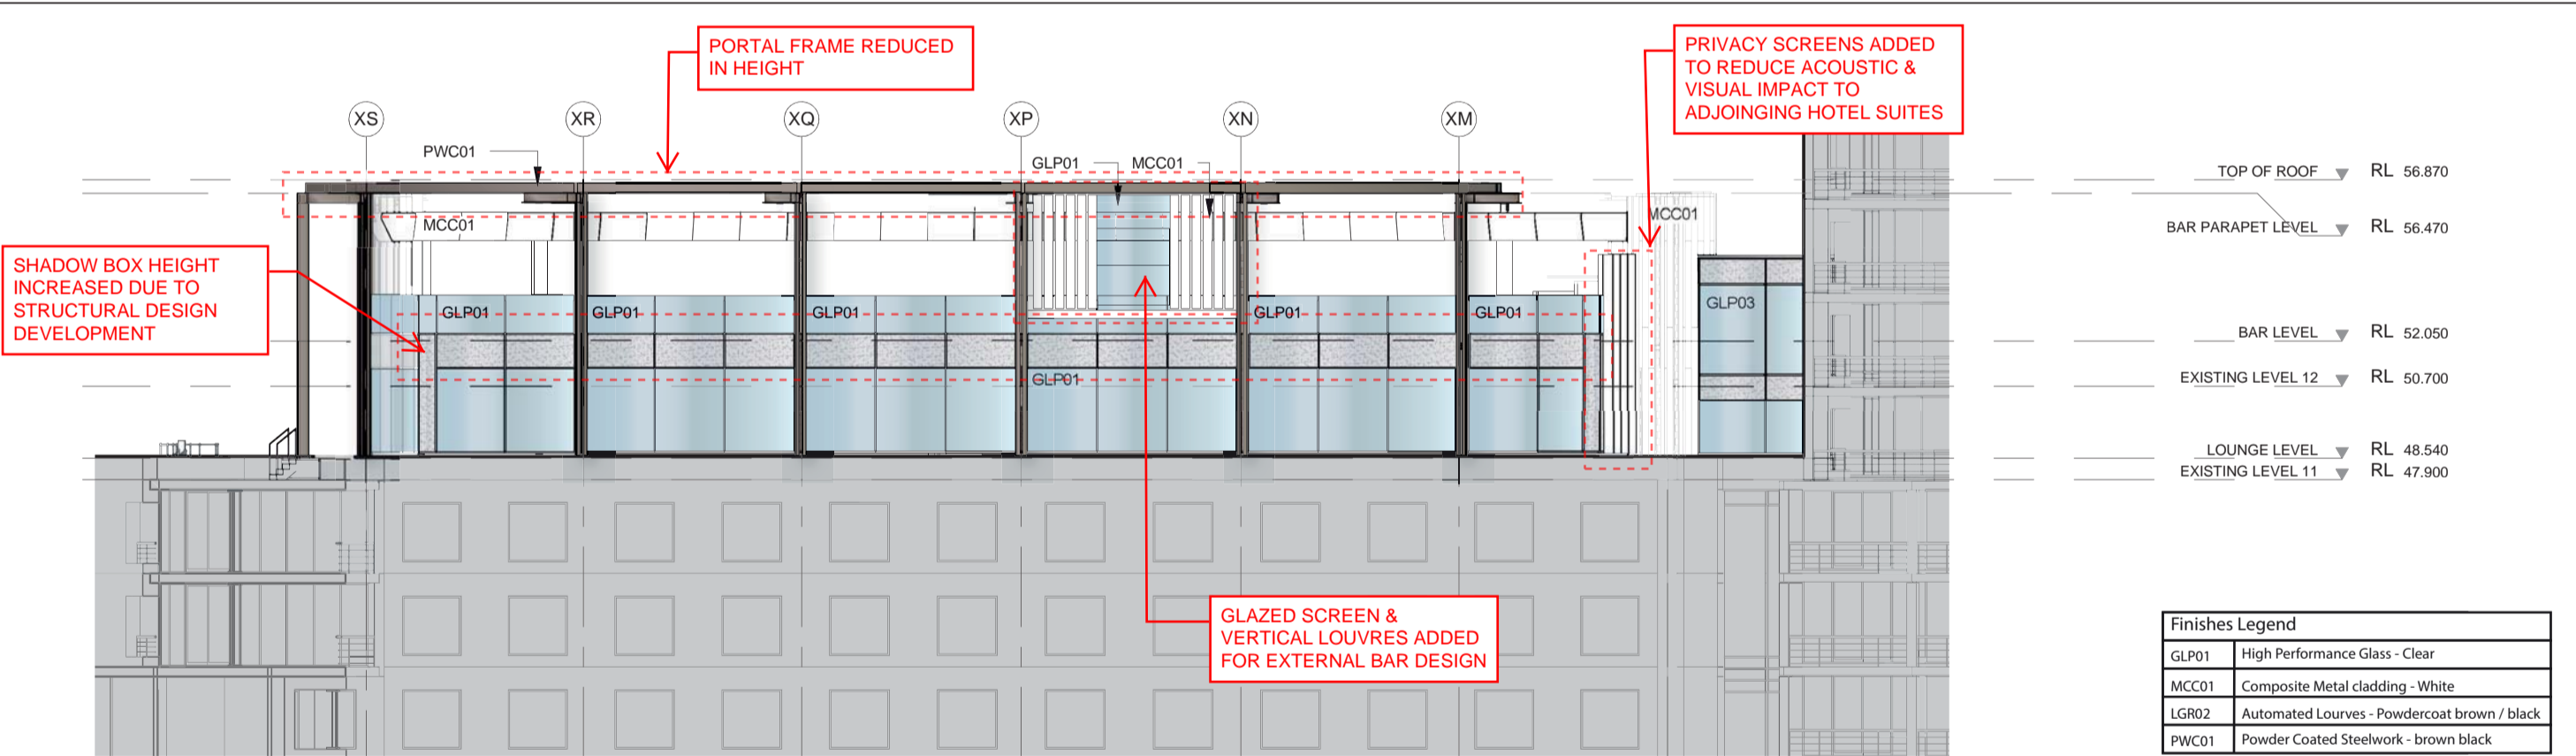 PORTAL FRAME REDUCED
IN HEIGHT
PRIVACY SCREENS ADDED
TO REDUCE ACOUSTIC &
VISUAL IMPACT TO
ADJOINGING HOTEL SUITES
XS
XR
XQ
XP
XN
XM
PWC01
GLP01
MCC01
TOP OF ROOF RL 56.870
MCC01
MCC01
BAR PARAPET LEVEL RL 56.470
SHADOW BOX HEIGHT
INCREASED DUE TO
STRUCTURAL DESIGN
DEVELOPMENT
GLP01
GLP01
GLP01
GLP01
GLP01
GLP03
BAR LEVEL RL 52.050
GLP01
EXISTING LEVEL 12 RL 50.700
LOUNGE LEVEL RL 48.540
EXISTING LEVEL 11 RL 47.900
GLAZED SCREEN &
VERTICAL LOUVRES ADDED
FOR EXTERNAL BAR DESIGN
Finishes Legend
GLP01 High Performance Glass - Clear
MCC01 Composite Metal cladding - White
LGR02 Automated Lourves - Powdercoat brown / black
PWC01 Powder Coated Steelwork - brown black